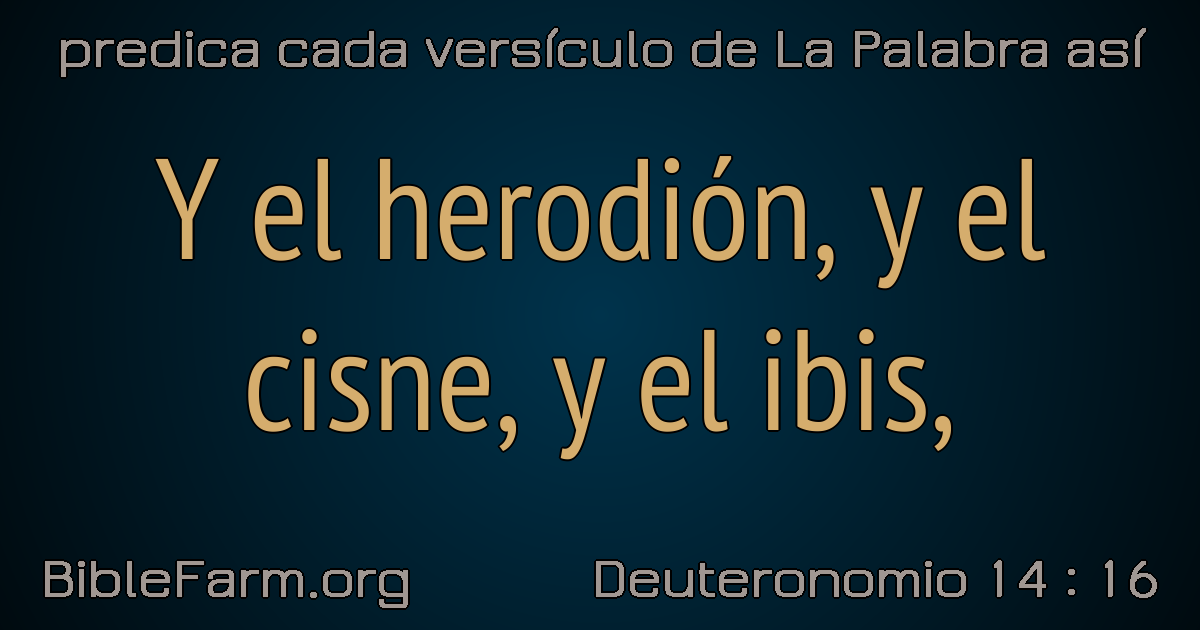 predica cada versículo de La Palabra así
Y el herodión, y el
cisne, y el ibis,
BibleFarm.org
Deuteronomio 14 : 16